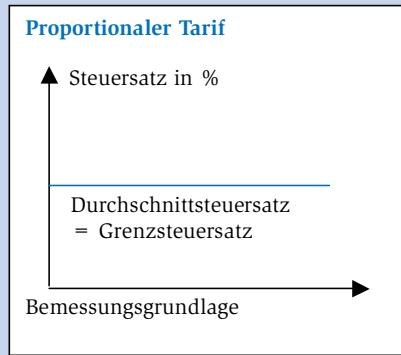 Proportionaler Tarif
Steuersatz in %
Durchschnittsteuersatz
= Grenzsteuersatz
Bemessungsgrundlage